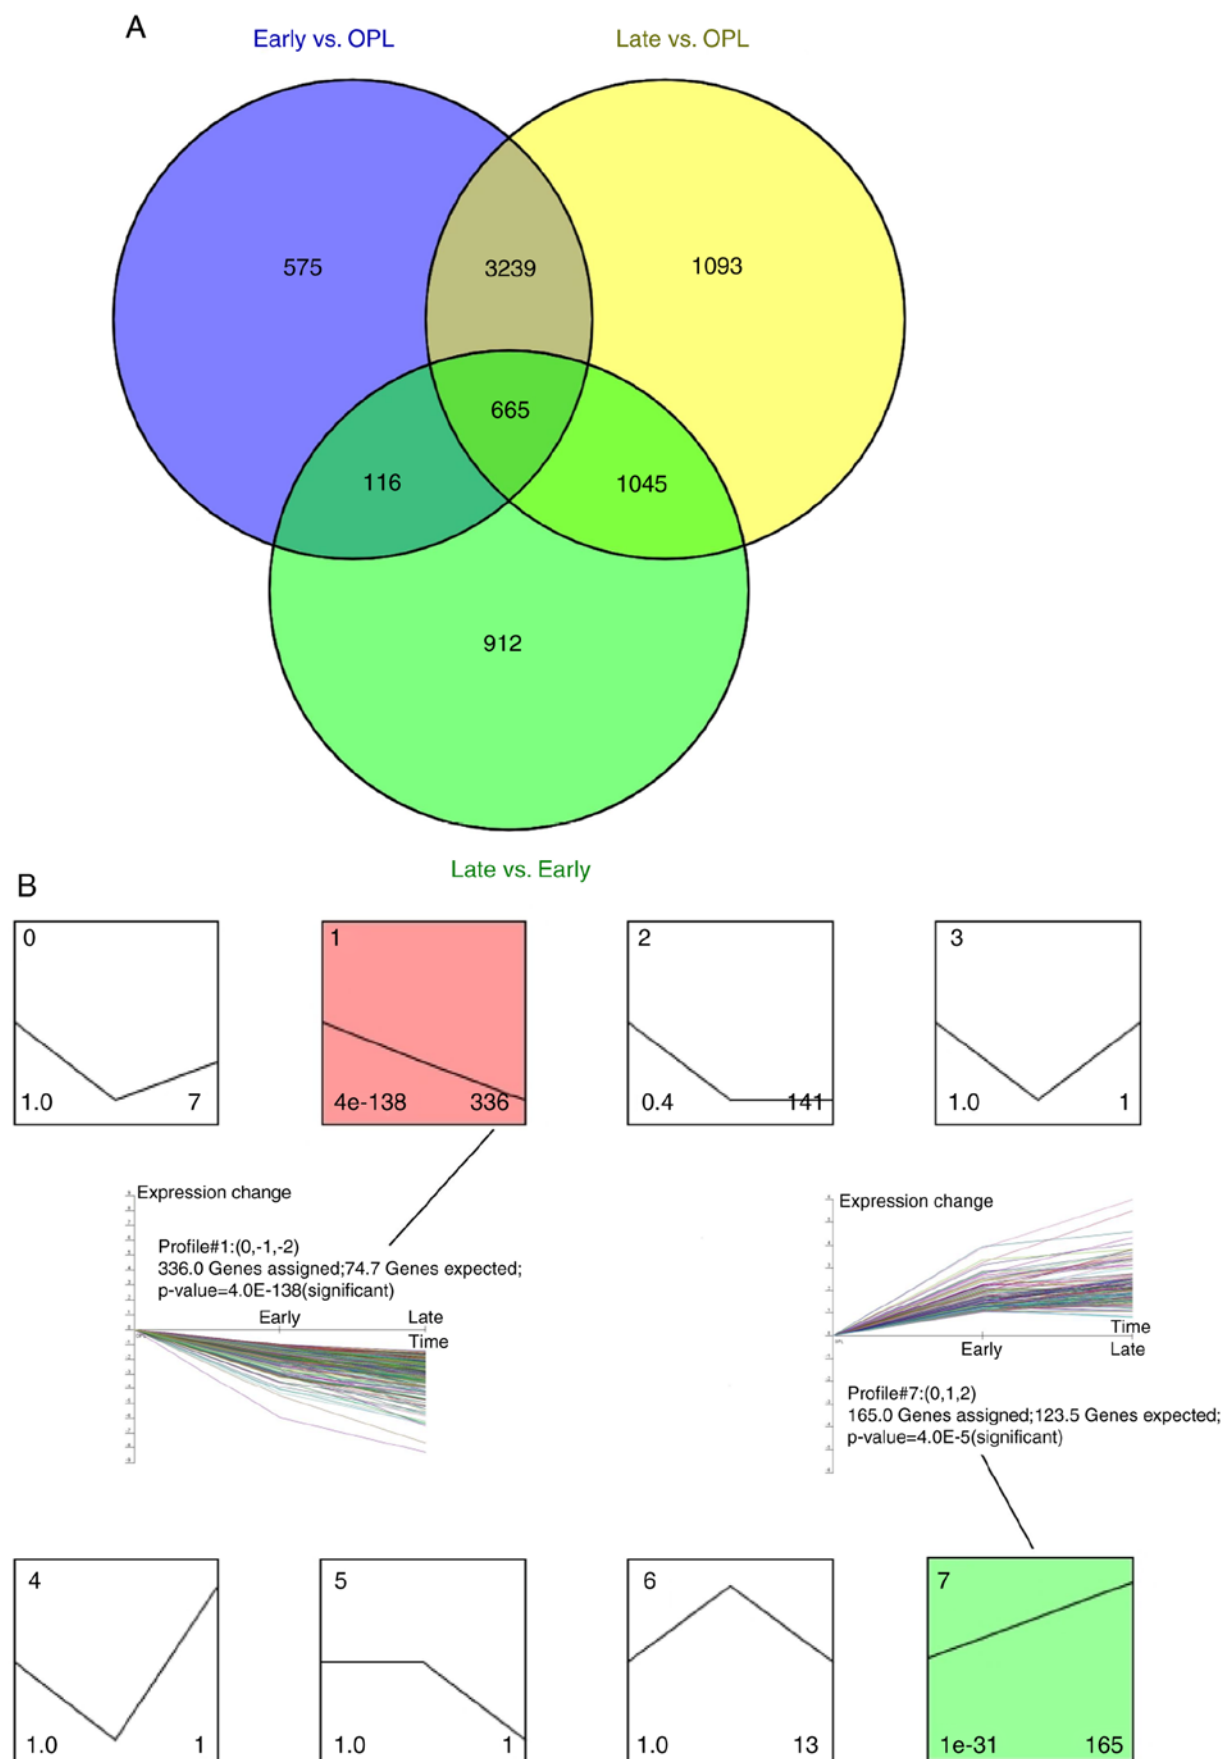 A
Early vs. OPL
Late vs. OPL
575
3239
1093
665
116
1045
912
Late vs. Early
B
0
1.0
7
1
4e-138
336
2
0.4
141
3
1.0
1
Expression change
Profile#1:(0,-1,-2)
336.0 Genes assigned;74.7 Genes expected;
p-value=4.0E-138(significant)
Early
Late
Time
Expression change
Time
Early
Late
Profile#7:(0,1,2)
165.0 Genes assigned;123.5 Genes expected;
p-value=4.0E-5(significant)
4
1.0
1
5
1.0
1
6
1.0
13
7
1e-31
165